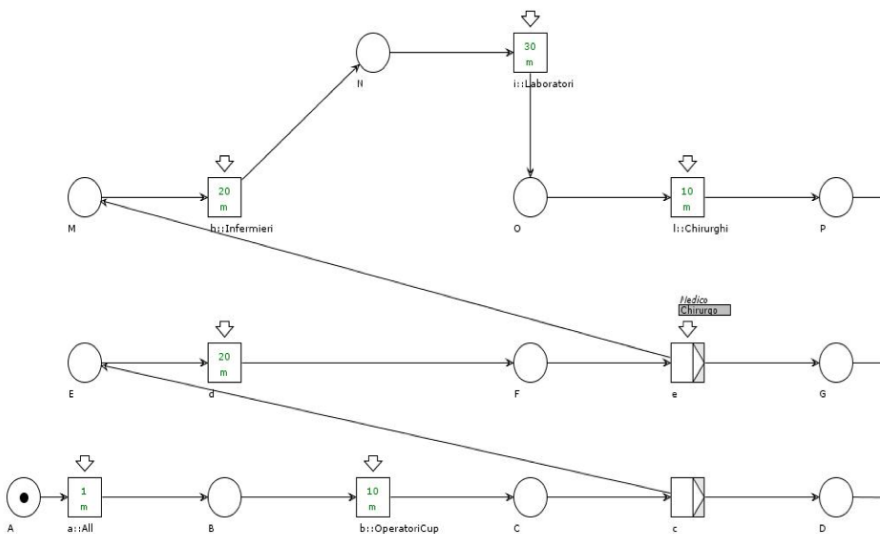 30
m
N
i::Laboratori
20
m
10
m
M
h::Infermieri
O
l::Chirurghi
P
Medico
Chirurgo
20
m
E
d
F
e
G
1
m
10
m
A
a::All
B
b::OperatoriCup
C
c
D